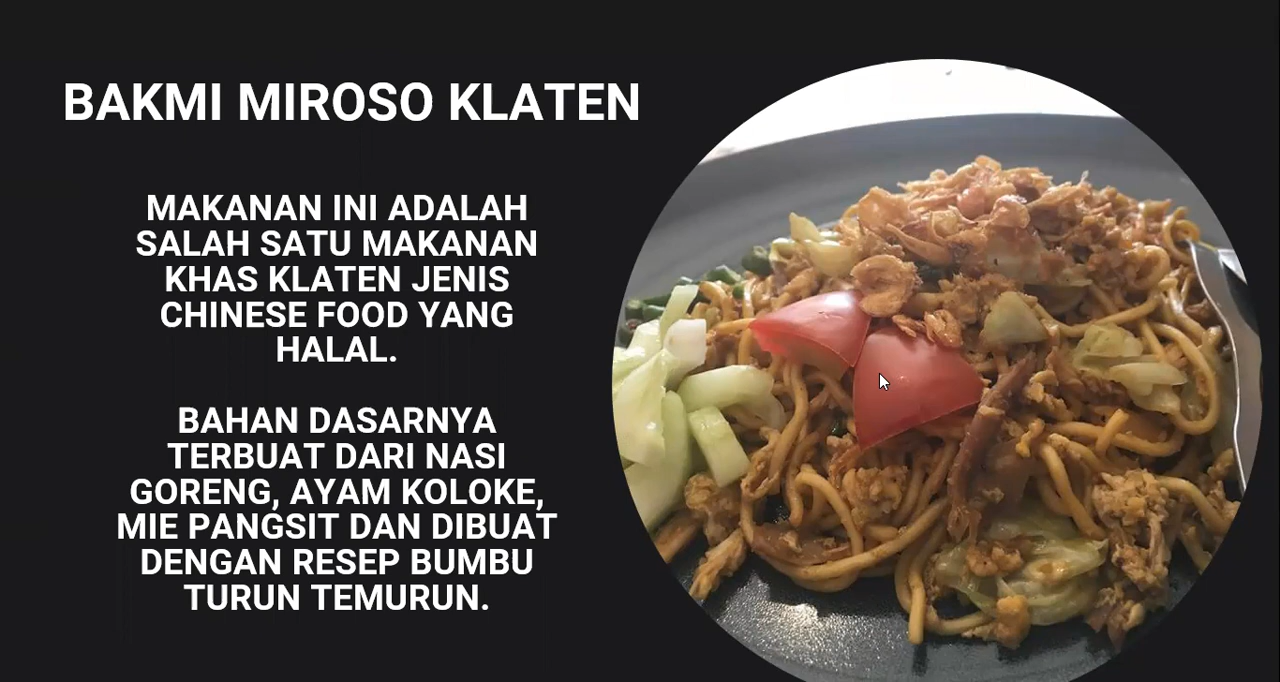 BAKMI MIROSO KLATEN
MAKANAN INI ADALAH
SALAH SATU MAKANAN
KHAS KLATEN JENIS
CHINESE FOOD YANG
HALAL.
BAHAN DASARNYA
TERBUAT DARI NASI
GORENG, AYAM KOLOKE,
MIE PANGSIT DAN DIBUAT
DENGAN RESEP BUMBU
TURUN TEMURUN.